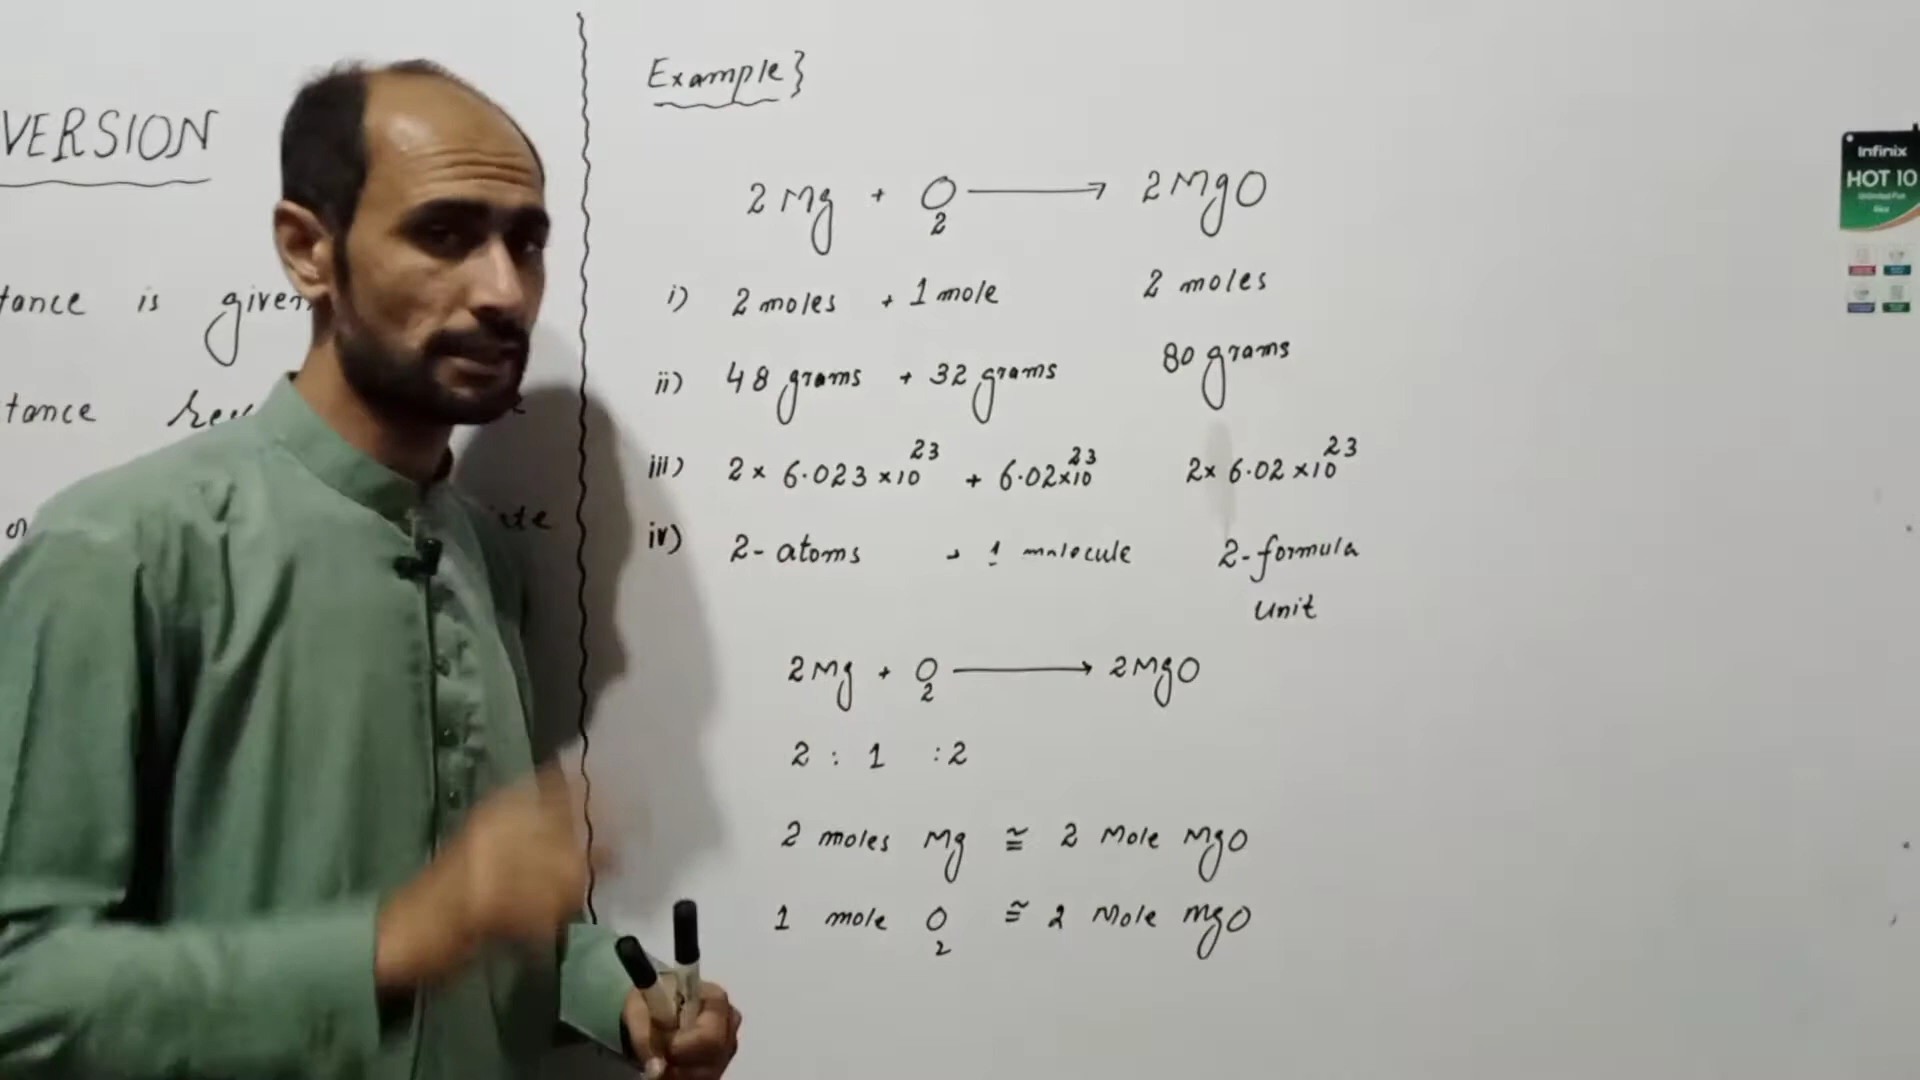 VERSION
tance is given
tance
Example}
2Mg + O2 → 2MgO
i) 2 moles + 1 mole 2 moles
ii) 48 grams + 32 grams 80 grams
iii) 2 × 6.023 × 10^23 + 6.02×10^23 2× 6.02 ×10^23
iv) 2- atoms + 1 molecule 2-formula
unit
2Mg + O2 → 2MgO
2 : 1 : 2
2 moles Mg ≅ 2 Mole MgO
1 mole O2 ≅ 2 Mole MgO
Infinix
HOT 10